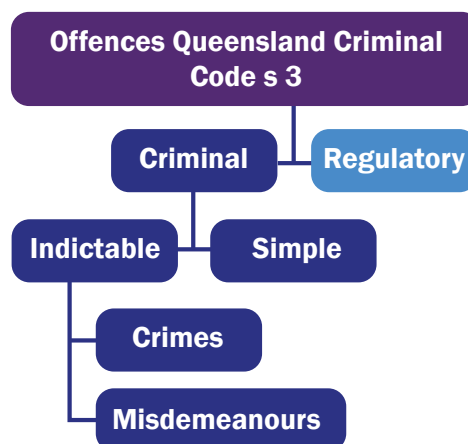 Offences Queensland Criminal
Code s 3
Criminal
Regulatory
Indictable
Simple
Crimes
Misdemeanours